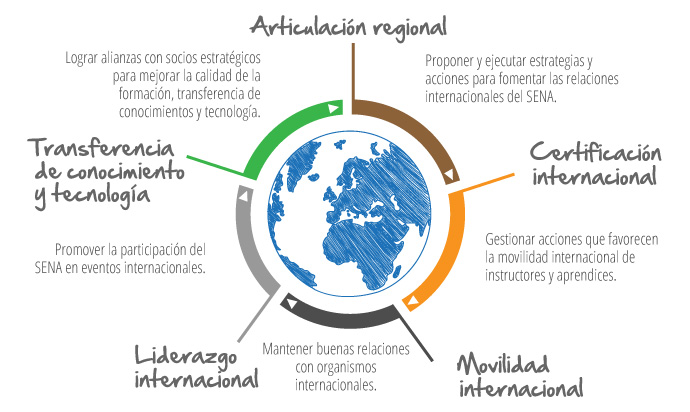 Articulación regional
Lograr alianzas con socios estratégicos
para mejorar la calidad de la
formación, transferencia de
conocimientos y tecnología.
Proponer y ejecutar estrategias y
acciones para fomentar las relaciones
internacionales del SENA.
Transferencia
de conocimiento
y tecnología
Certificación
internacional
Promover la participación del
SENA en eventos internacionales.
Gestionar acciones que favorecen
la movilidad internacional de
instructores y aprendices.
Liderazgo
internacional
Mantener buenas relaciones
con organismos
internacionales.
Movilidad
internacional